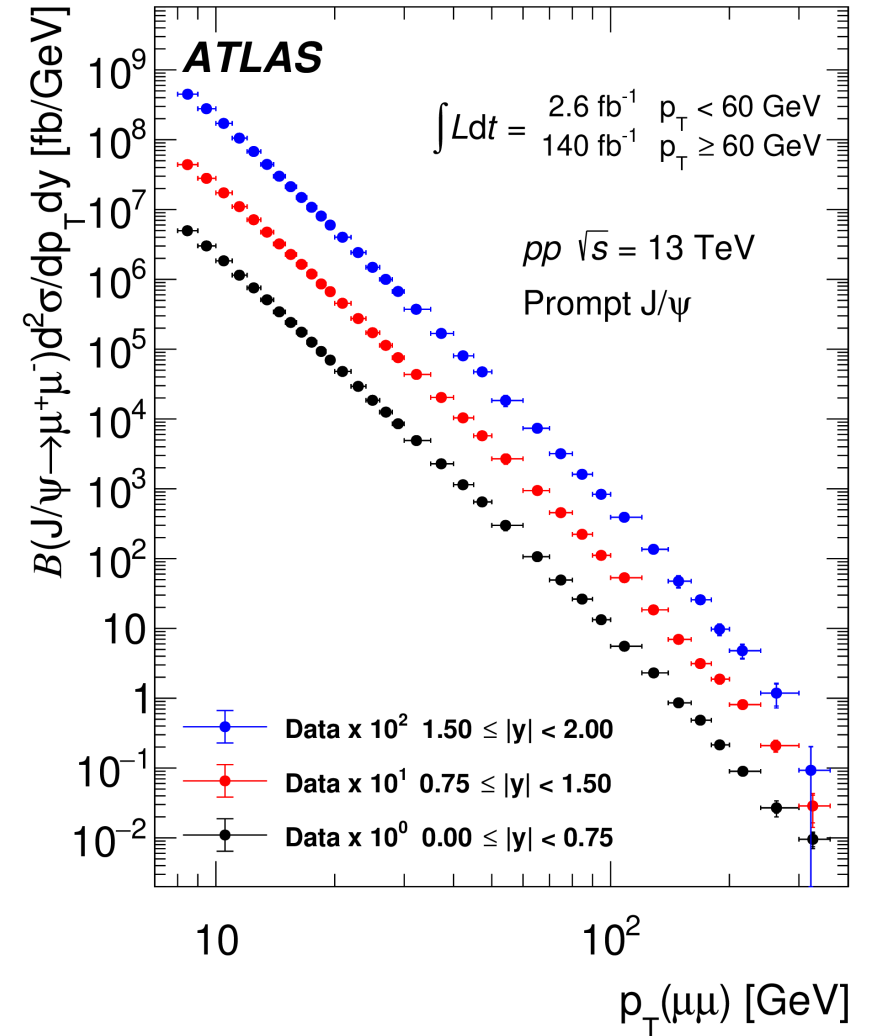 B(J/ψ→μ⁺μ⁻)d²σ/dp_T dy [fb/GeV]
10⁹
10⁸
10⁷
10⁶
10⁵
10⁴
10³
10²
10
1
10⁻¹
10⁻²
ATLAS
∫Ldt = 2.6 fb⁻¹ p_T < 60 GeV
140 fb⁻¹ p_T ≥ 60 GeV
pp √s = 13 TeV
Prompt J/ψ
Data x 10² 1.50 ≤ |y| < 2.00
Data x 10¹ 0.75 ≤ |y| < 1.50
Data x 10⁰ 0.00 ≤ |y| < 0.75
10 10²
p_T(μμ) [GeV]